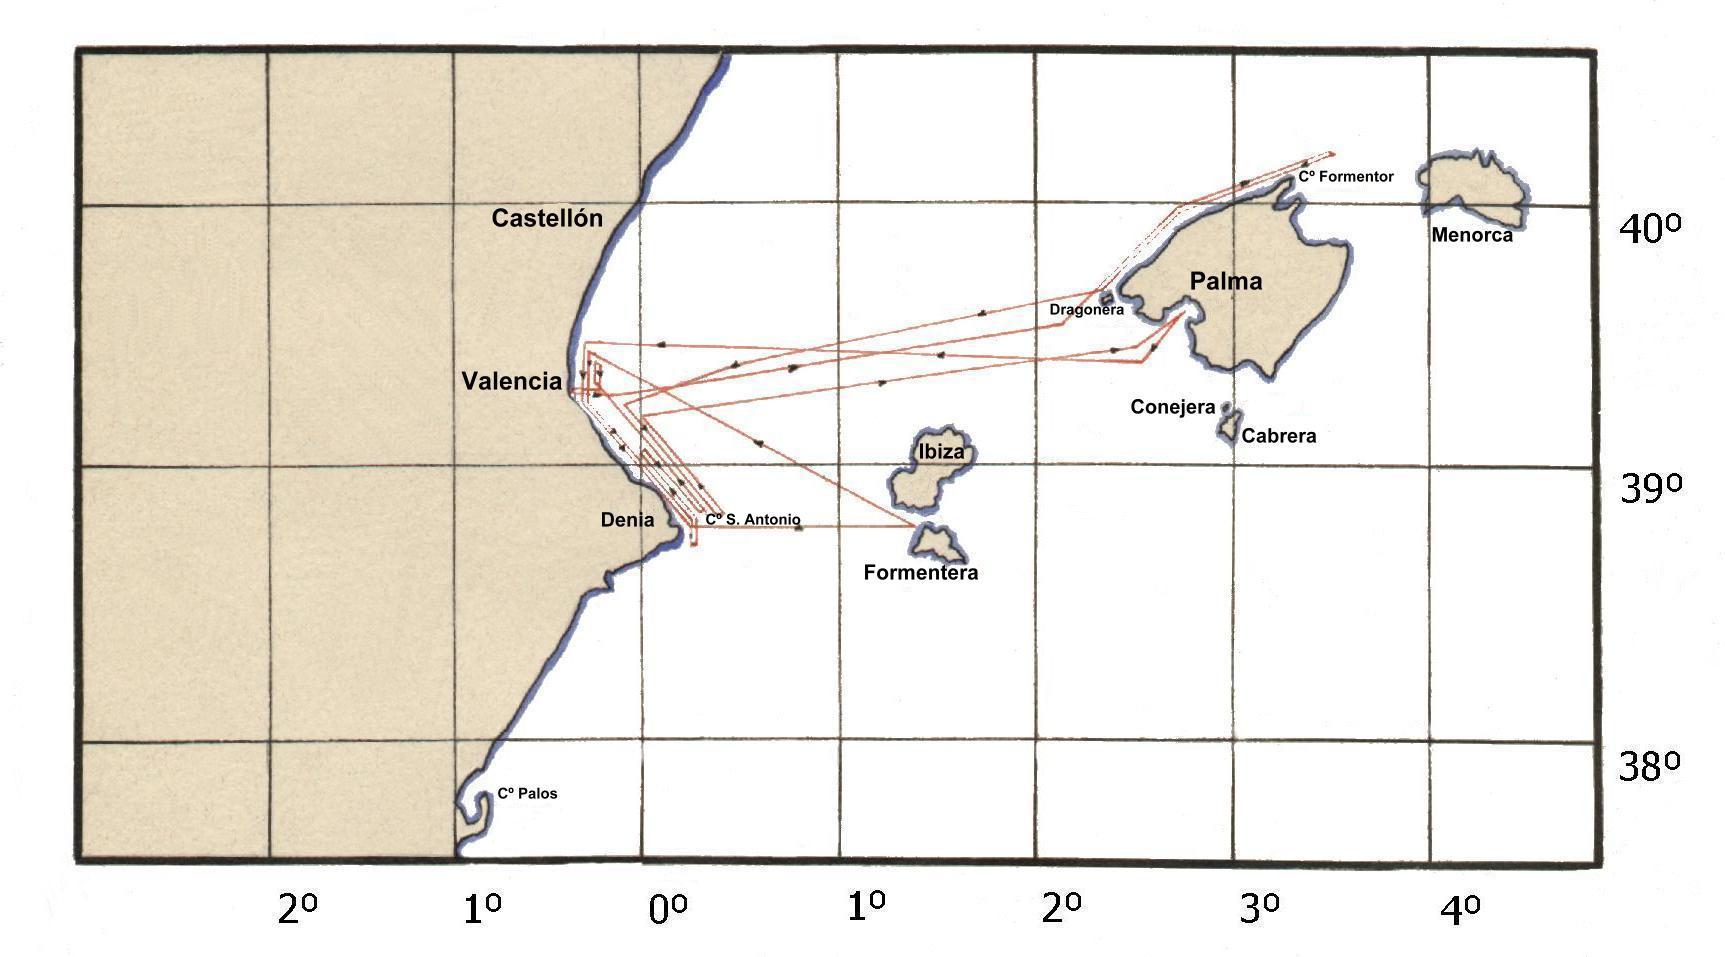 Cº Formentor
Castellón
40º
Menorca
Palma
Dragonera
Valencia
Conejera
Cabrera
Ibiza
39º
Denia
Cº S. Antonio
Formentera
38º
Cº Palos
2º
1º
0º
1º
2º
3º
4º